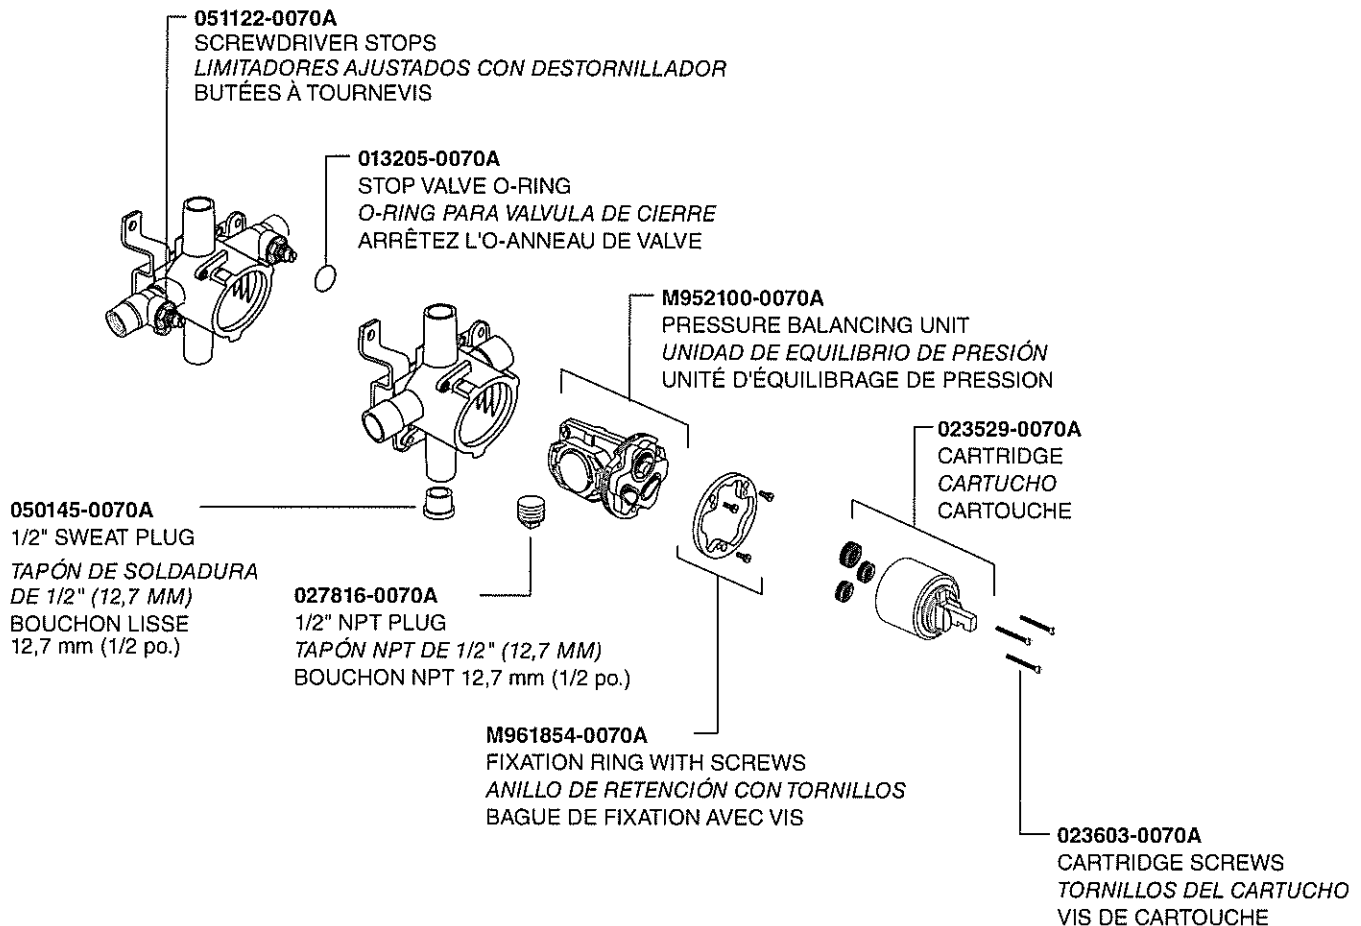 051122-0070A
SCREWDRIVER STOPS
LIMITADORES AJUSTADOS CON DESTORNILLADOR
BUTÉES À TOURNEVIS
013205-0070A
STOP VALVE O-RING
O-RING PARA VALVULA DE CIERRE
ARRÊTEZ L'O-ANNEAU DE VALVE
M952100-0070A
PRESSURE BALANCING UNIT
UNIDAD DE EQUILIBRIO DE PRESIÓN
UNITÉ D'ÉQUILIBRAGE DE PRESSION
023529-0070A
CARTRIDGE
CARTUCHO
CARTOUCHE
050145-0070A
1/2" SWEAT PLUG
TAPÓN DE SOLDADURA
DE 1/2" (12,7 MM)
BOUCHON LISSE
12,7 mm (1/2 po.)
027816-0070A
1/2" NPT PLUG
TAPÓN NPT DE 1/2" (12,7 MM)
BOUCHON NPT 12,7 mm (1/2 po.)
M961854-0070A
FIXATION RING WITH SCREWS
ANILLO DE RETENCIÓN CON TORNILLOS
BAGUE DE FIXATION AVEC VIS
023603-0070A
CARTRIDGE SCREWS
TORNILLOS DEL CARTUCHO
VIS DE CARTOUCHE